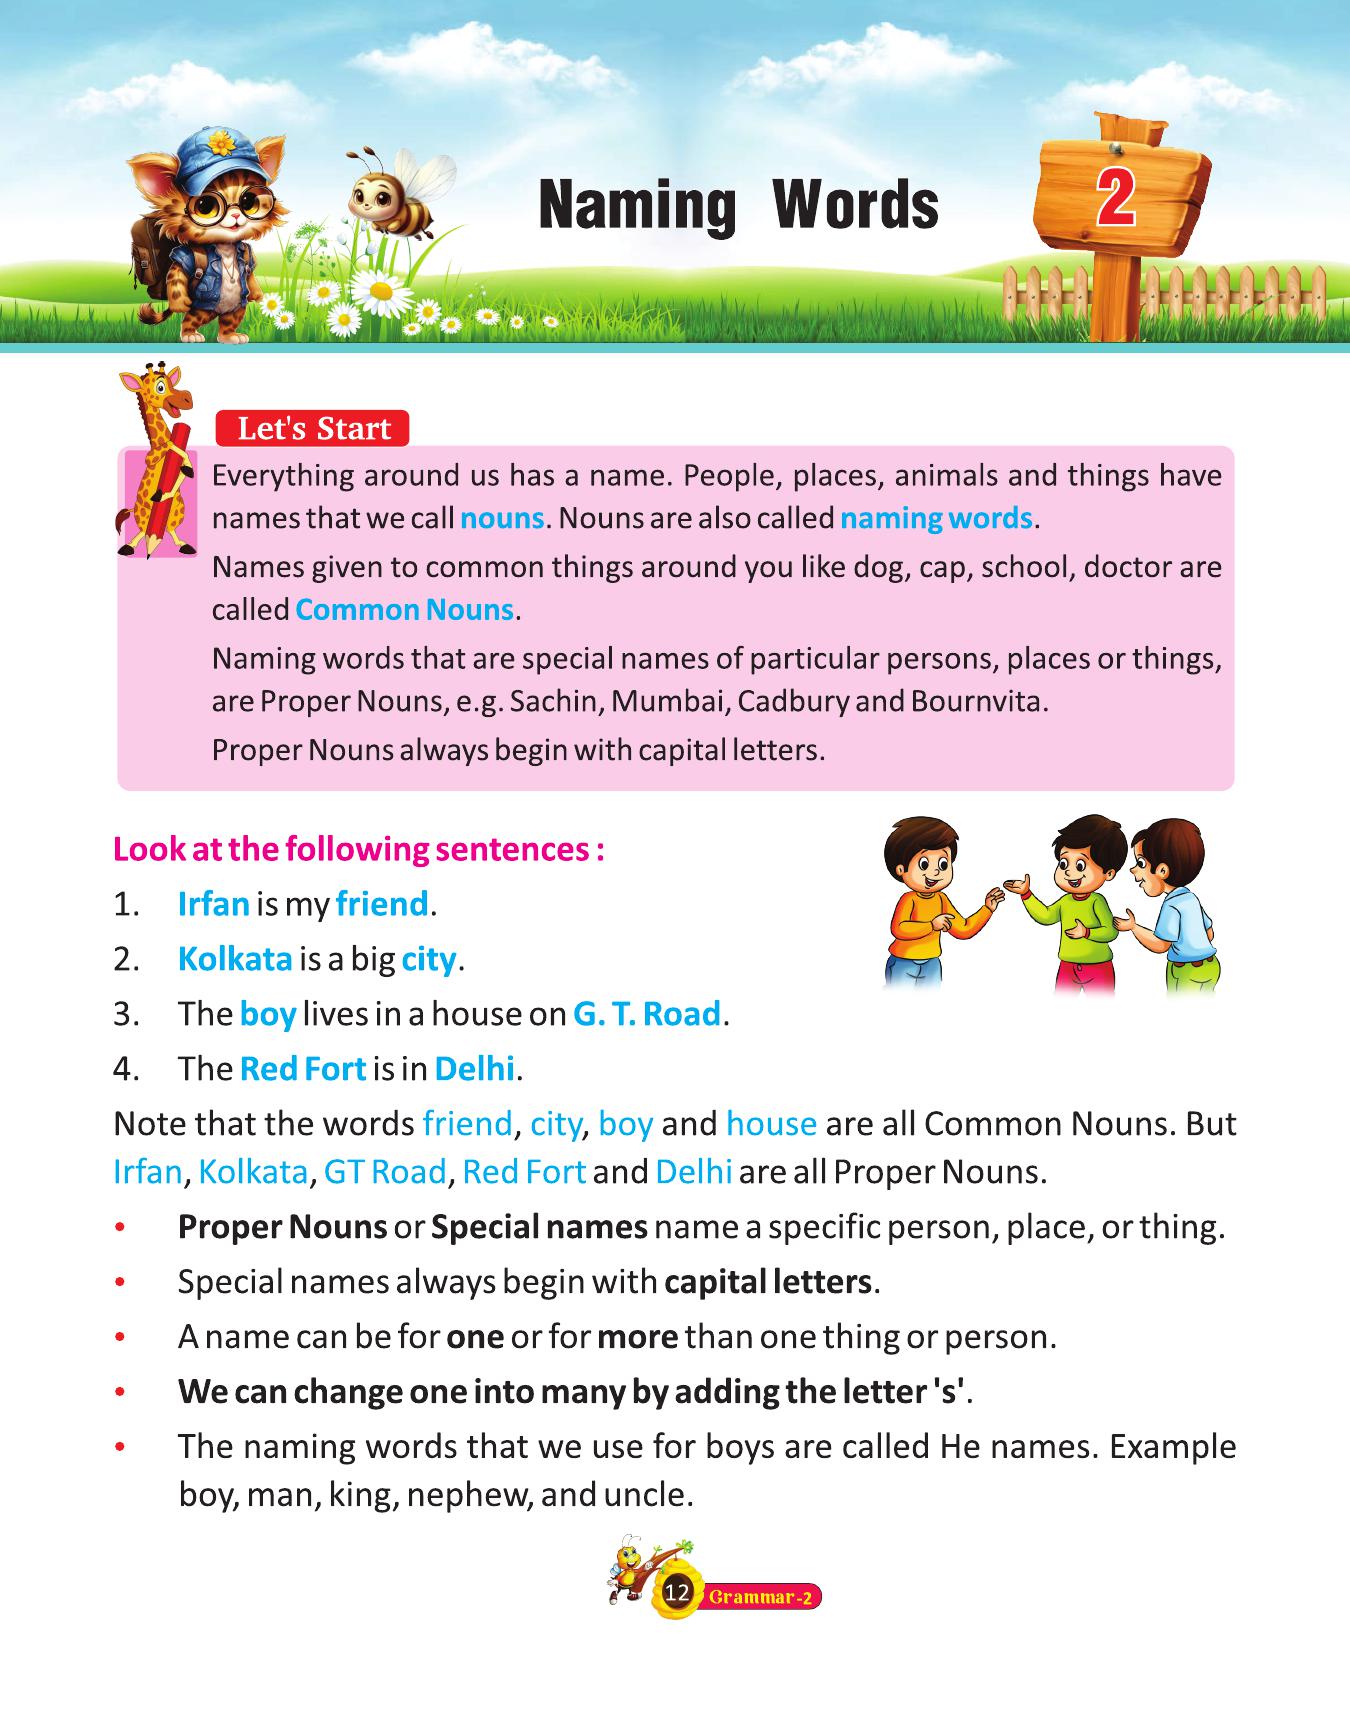 Naming Words
2
Let's Start
Everything around us has a name. People, places, animals and things have
names that we call nouns. Nouns are also called naming words.
Names given to common things around you like dog, cap, school, doctor are
called Common Nouns.
Naming words that are special names of particular persons, places or things,
are Proper Nouns, e.g. Sachin, Mumbai, Cadbury and Bournvita.
Proper Nouns always begin with capital letters.
Look at the following sentences :
1. Irfan is my friend.
2. Kolkata is a big city.
3. The boy lives in a house on G. T. Road.
4. The Red Fort is in Delhi.
Note that the words friend, city, boy and house are all Common Nouns. But
Irfan, Kolkata, GT Road, Red Fort and Delhi are all Proper Nouns.
• Proper Nouns or Special names name a specific person, place, or thing.
• Special names always begin with capital letters.
• A name can be for one or for more than one thing or person.
• We can change one into many by adding the letter 's'.
• The naming words that we use for boys are called He names. Example
boy, man, king, nephew, and uncle.
12 Grammar-2